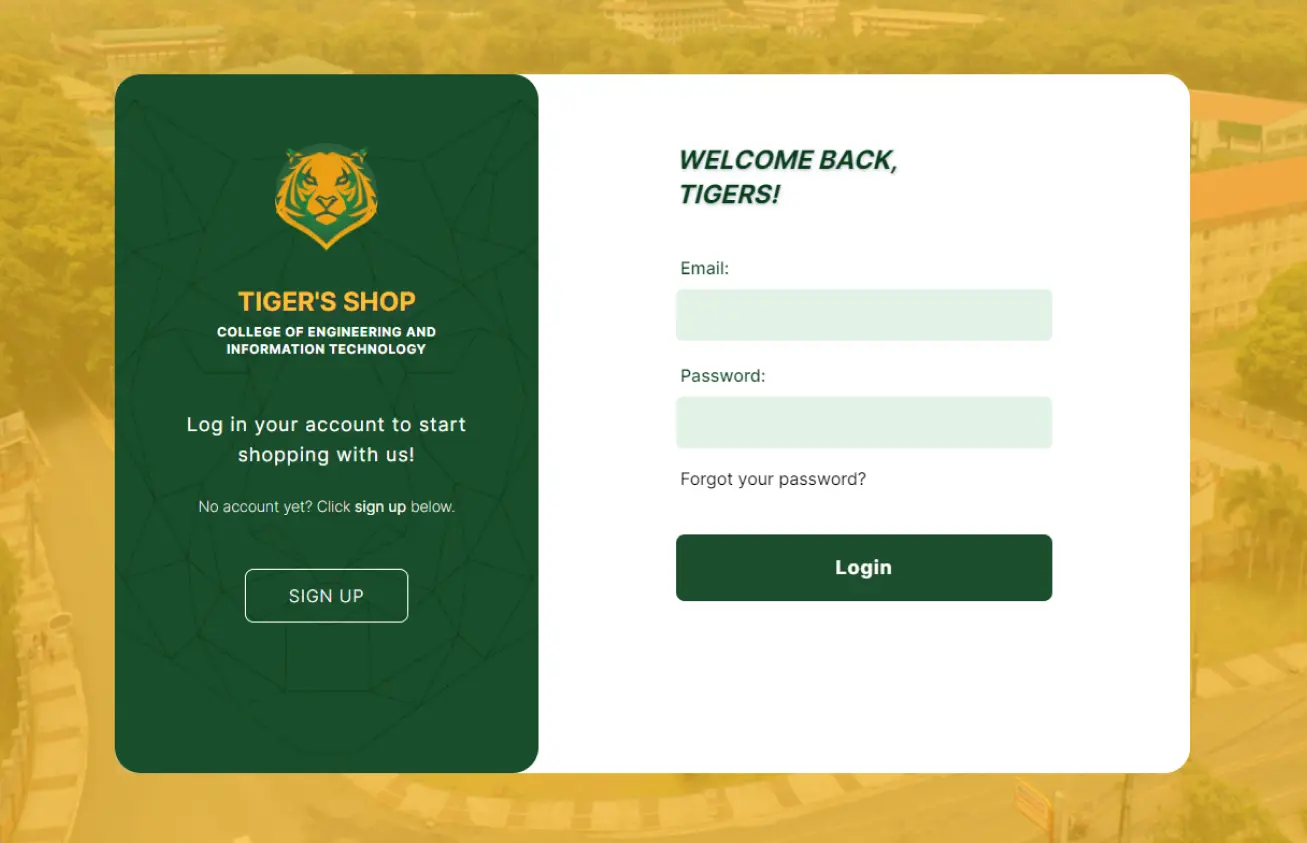 TIGER'S SHOP
COLLEGE OF ENGINEERING AND
INFORMATION TECHNOLOGY
Log in your account to start
shopping with us!
No account yet? Click sign up below.
SIGN UP
WELCOME BACK,
TIGERS!
Email:
Password:
Forgot your password?
Login